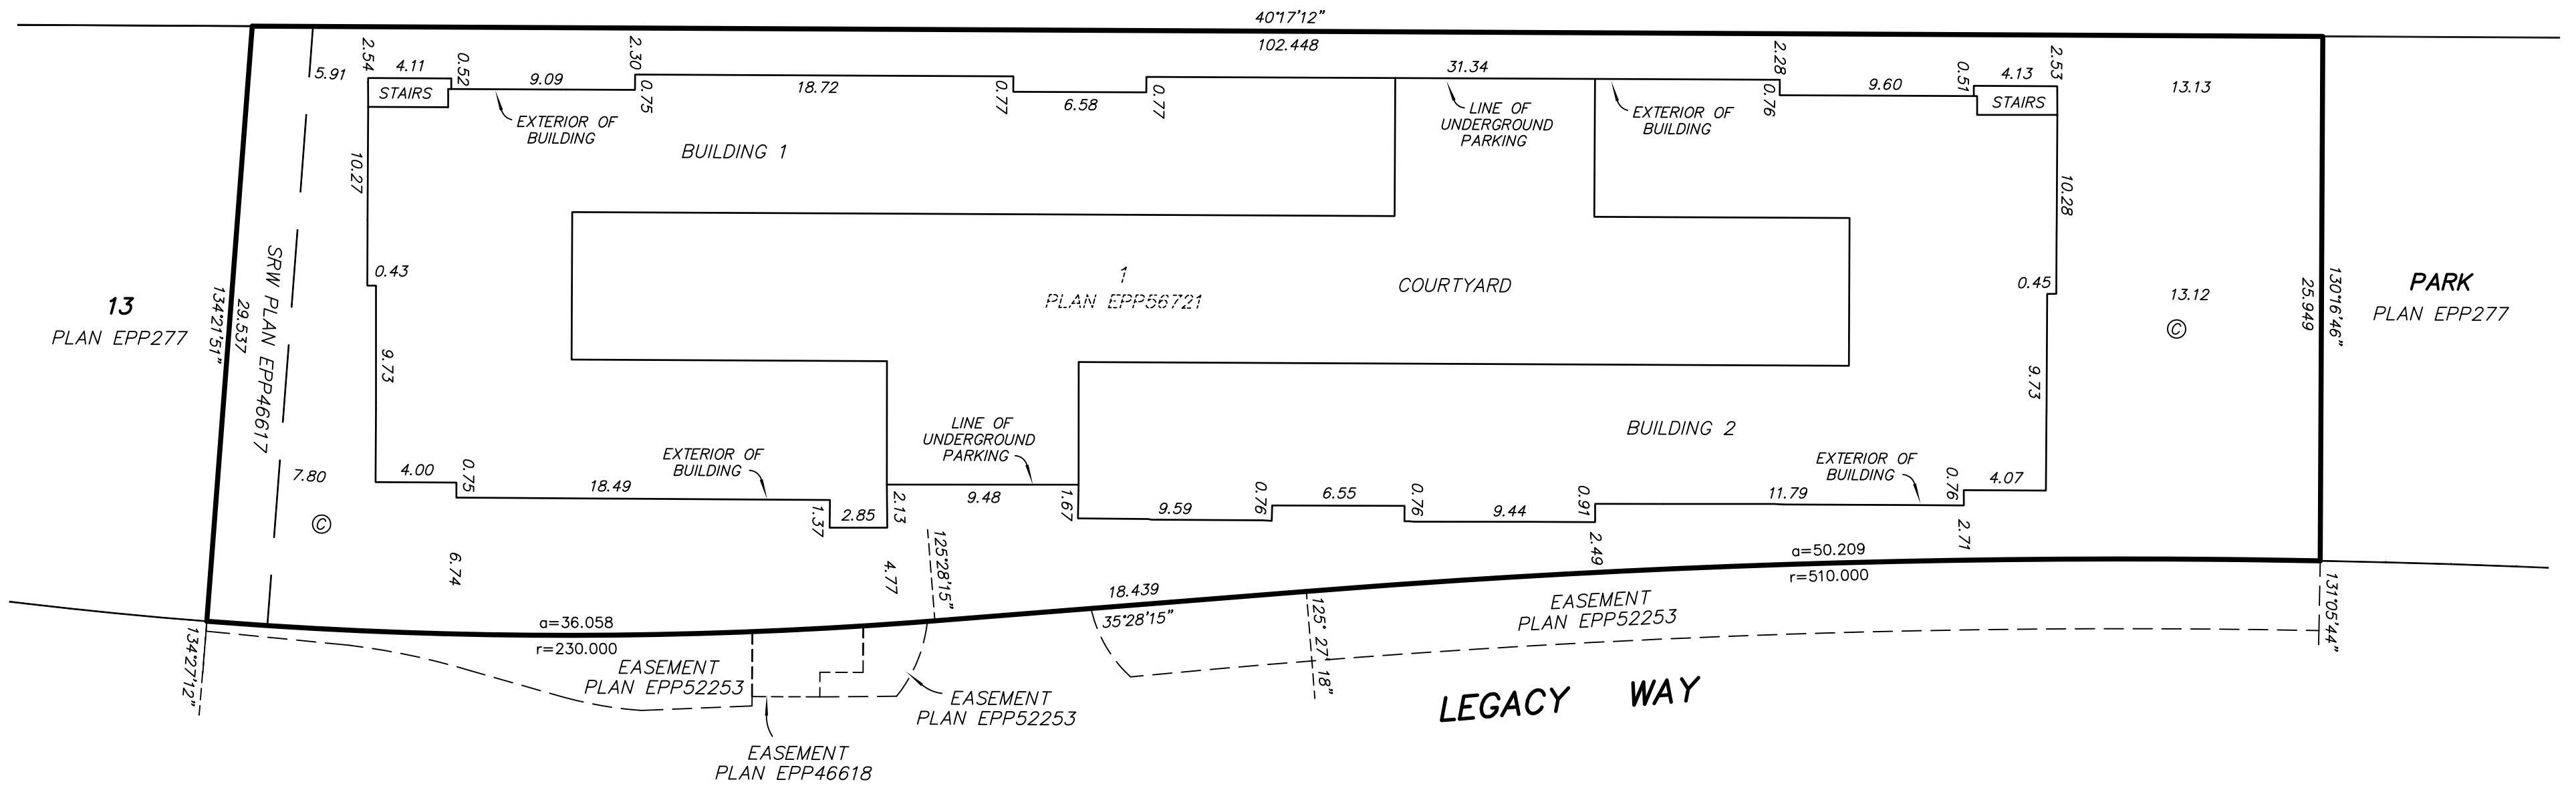 40°17'12"
102.448
2.54
5.91
4.11
0.52
9.09
2.30
0.75
18.72
0.77
6.58
0.77
31.34
2.28
0.76
9.60
0.51
4.13
2.53
13.13
STAIRS
STAIRS
EXTERIOR OF
BUILDING
LINE OF
UNDERGROUND
PARKING
EXTERIOR OF
BUILDING
BUILDING 1
10.27
10.28
0.43
0.45
1
PLAN EPP56721
COURTYARD
13.12
©
13
PLAN EPP277
134°21'51"
29.537
SRW PLAN EPP46617
25.949
130°16'46"
PARK
PLAN EPP277
9.73
9.73
BUILDING 2
LINE OF
UNDERGROUND
PARKING
EXTERIOR OF
BUILDING
EXTERIOR OF
BUILDING
7.80
©
4.00
0.75
18.49
1.37
2.85
2.13
9.48
1.67
9.59
0.76
6.55
0.76
9.44
0.91
11.79
0.76
4.07
6.74
4.77
125°28'15"
2.49
2.71
a=50.209
r=510.000
18.439
35°28'15"
a=36.058
r=230.000
134°27'12"
125° 27' 18"
131°05'44"
EASEMENT
PLAN EPP52253
EASEMENT
PLAN EPP52253
EASEMENT
PLAN EPP52253
EASEMENT
PLAN EPP46618
LEGACY WAY